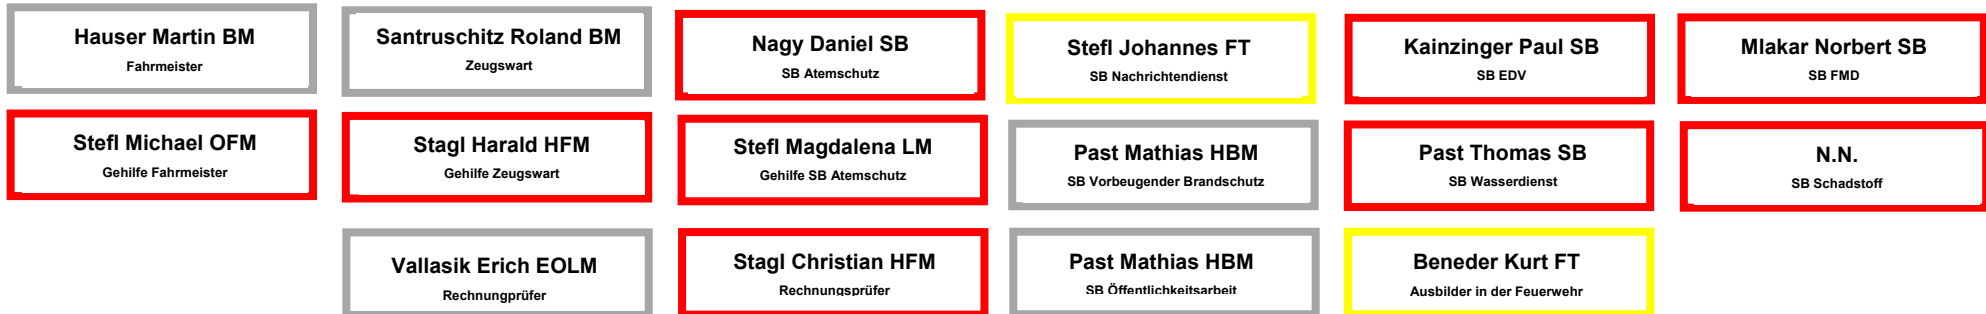 Hauser Martin BM
Fahrmeister
Santruschitz Roland BM
Zeugswart
Nagy Daniel SB
SB Atemschutz
Stefl Johannes FT
SB Nachrichtendienst
Kainzinger Paul SB
SB EDV
Mlakar Norbert SB
SB FMD
Stefl Michael OFM
Gehilfe Fahrmeister
Stagl Harald HFM
Gehilfe Zeugswart
Stefl Magdalena LM
Gehilfe SB Atemschutz
Past Mathias HBM
SB Vorbeugender Brandschutz
Past Thomas SB
SB Wasserdienst
N.N.
SB Schadstoff
Vallasik Erich EOLM
Rechnungprüfer
Stagl Christian HFM
Rechnungsprüfer
Past Mathias HBM
SB Öffentlichkeitsarbeit
Beneder Kurt FT
Ausbilder in der Feuerwehr